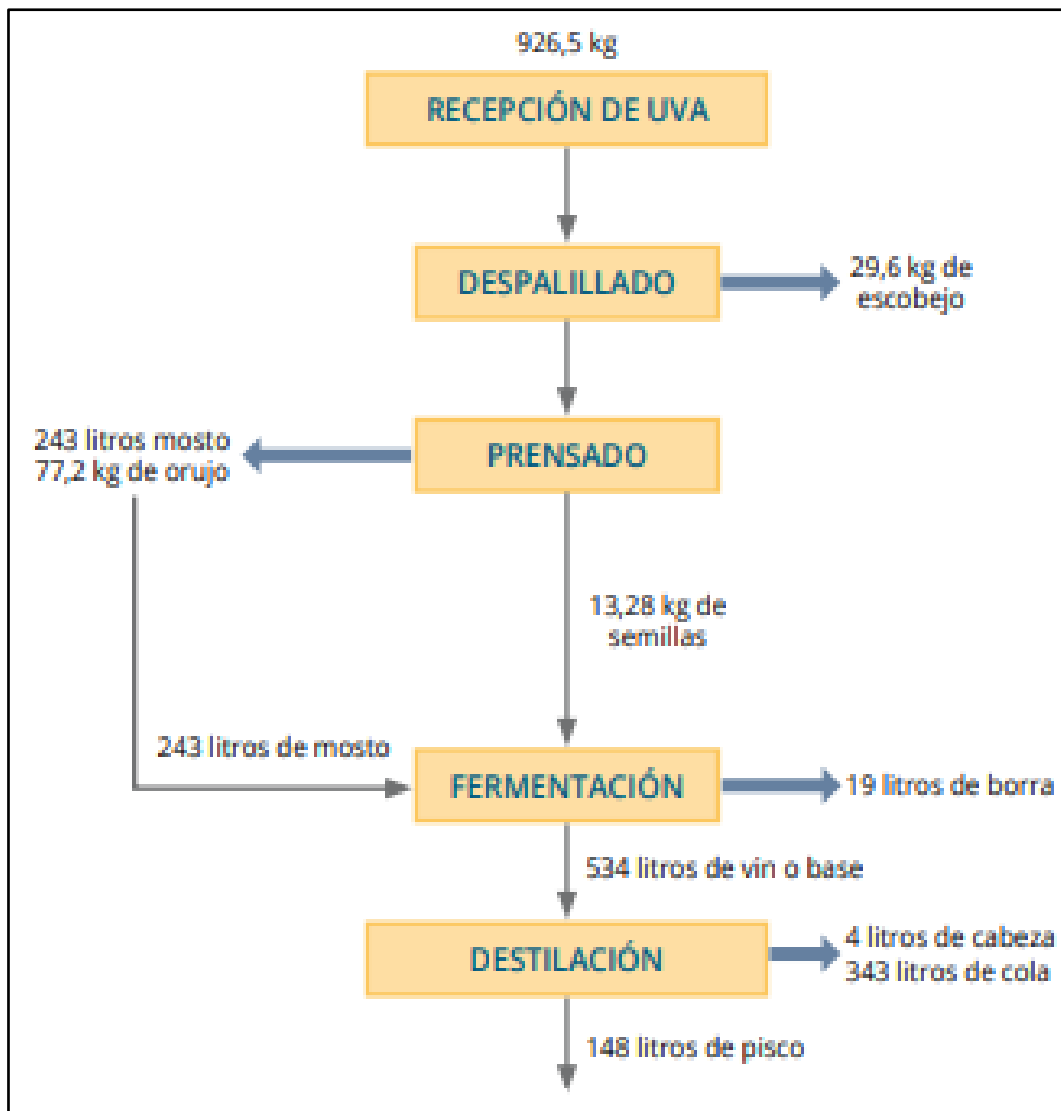 926,5 kg
RECEPCIÓN DE UVA
DESPALILLADO
29,6 kg de
escobejo
243 litros mosto
77,2 kg de orujo
PRENSADO
13,28 kg de
semillas
243 litros de mosto
FERMENTACIÓN
19 litros de borra
534 litros de vin o base
DESTILACIÓN
4 litros de cabeza
343 litros de cola
148 litros de pisco